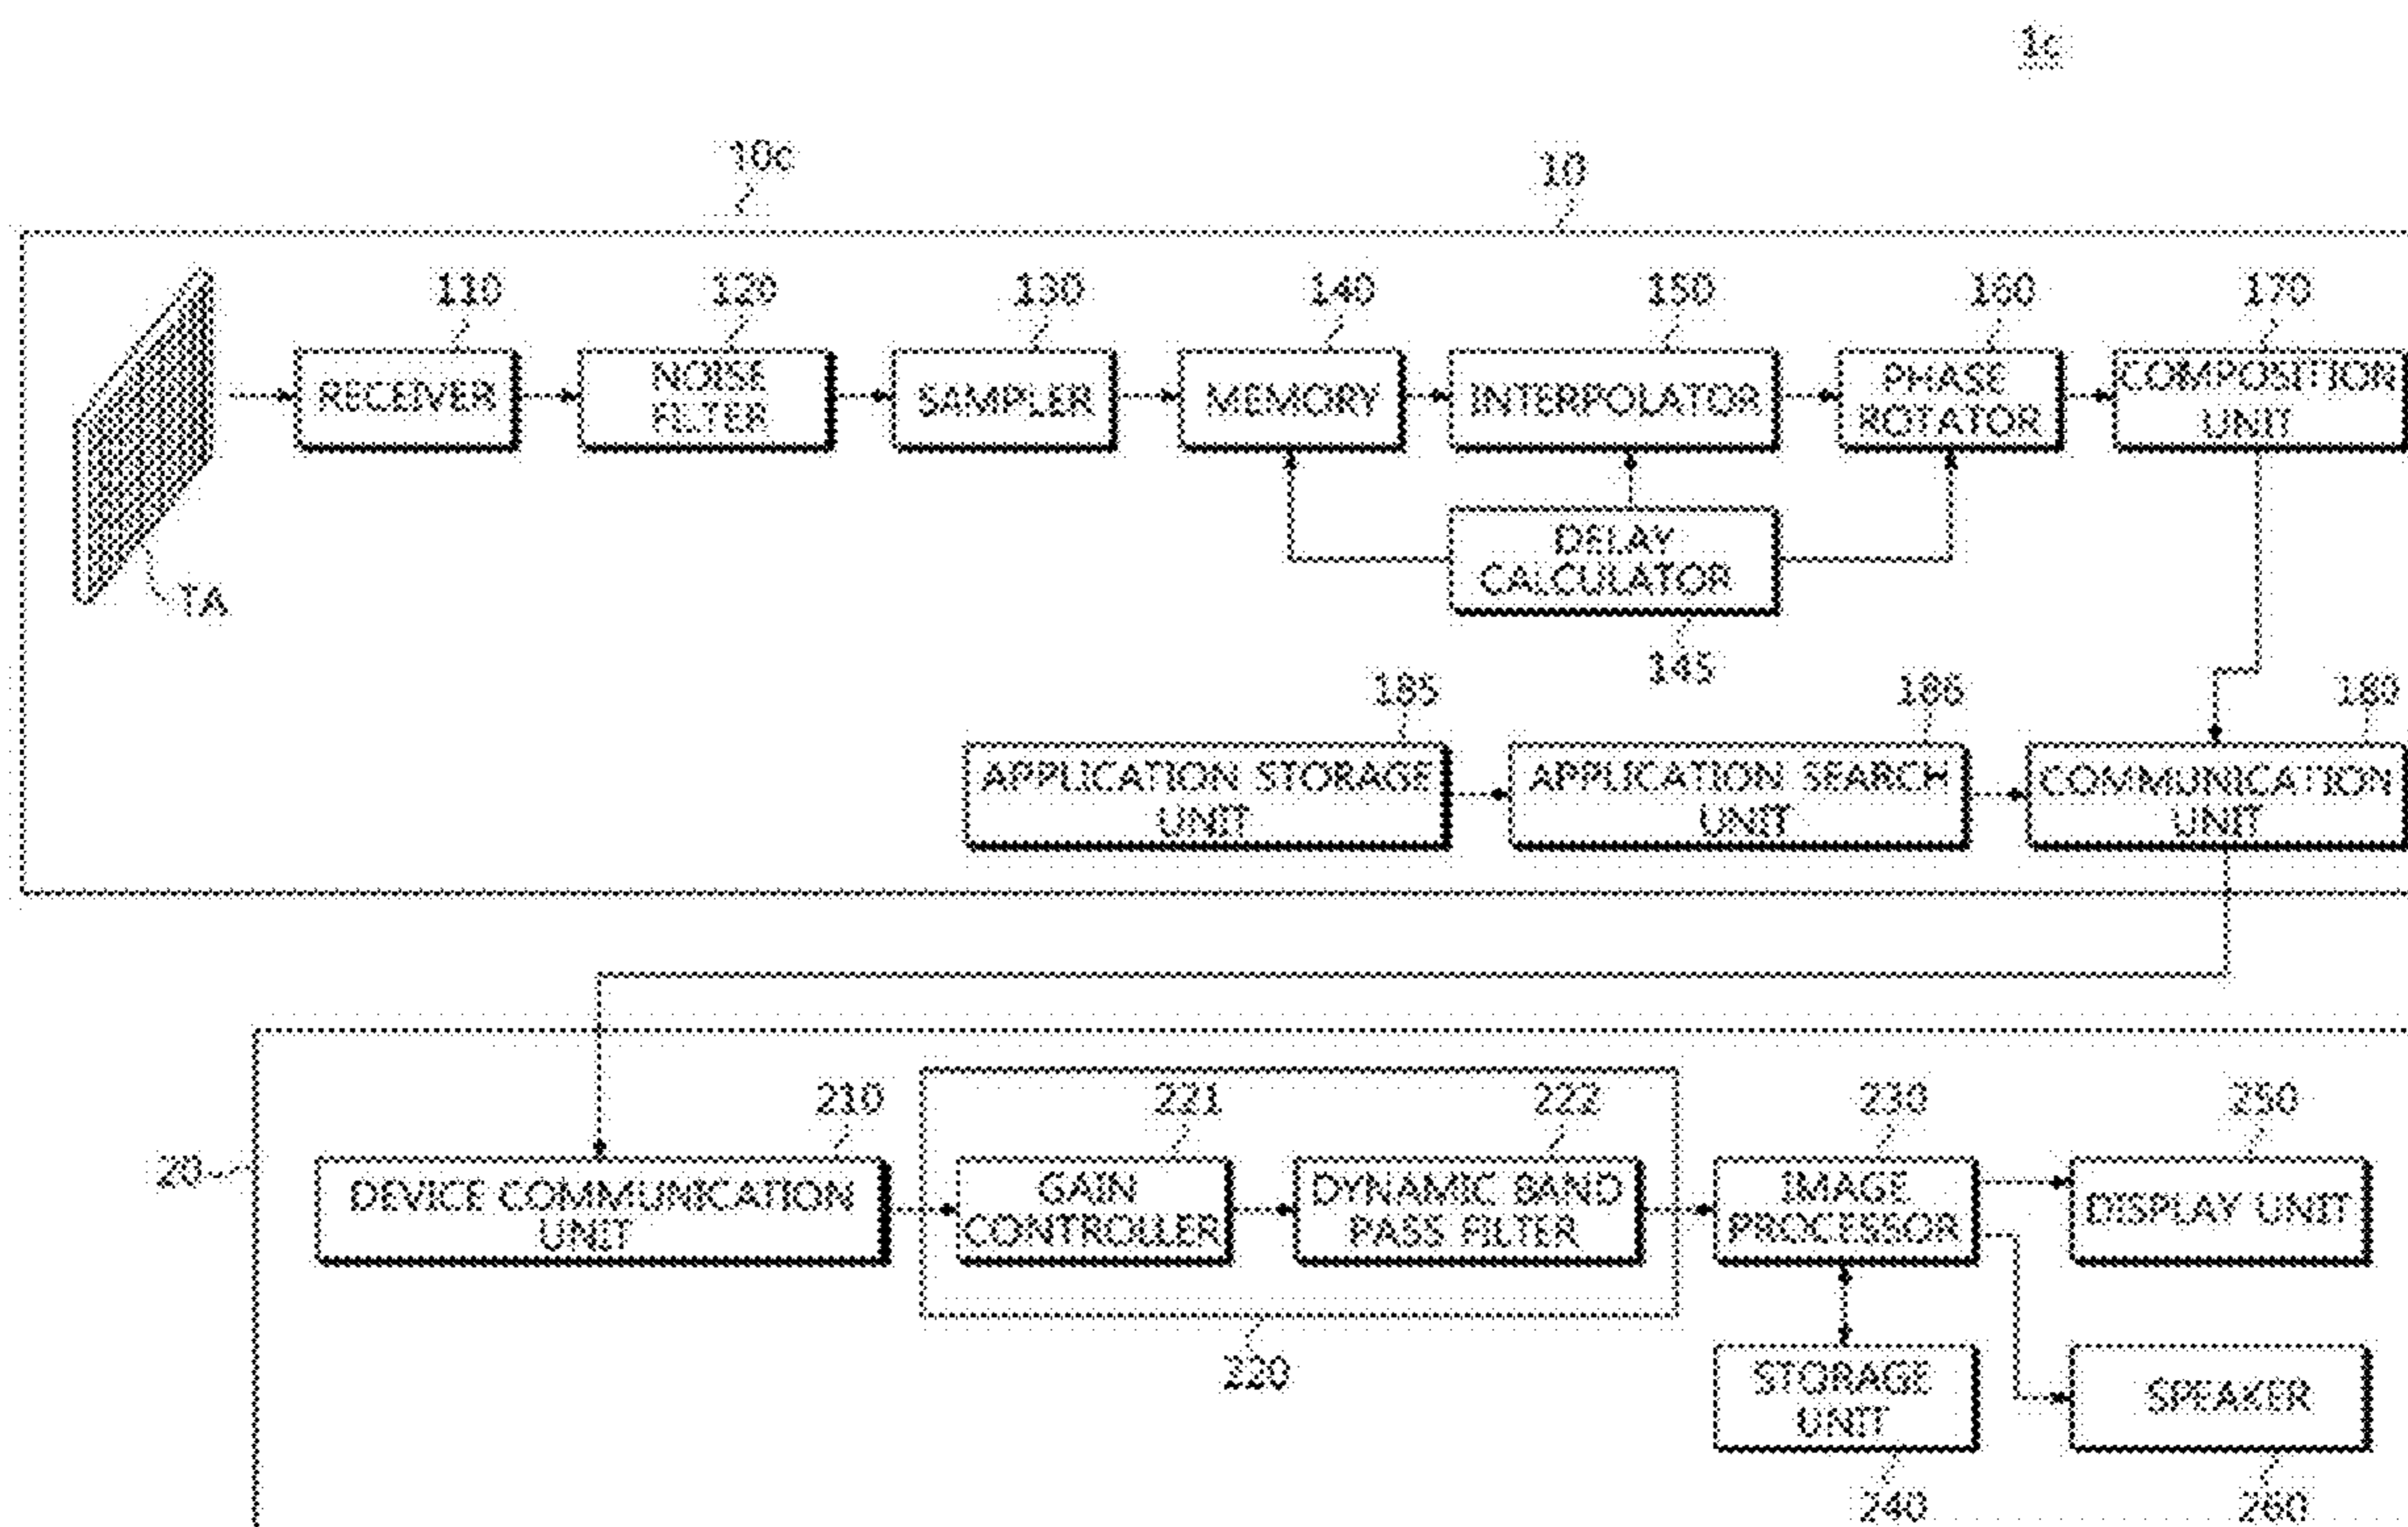 1c
10c 10
110 120 130 140 150 160 170
RECEIVER
NOISE
FILTER
SAMPLER
MEMORY
INTERPOLATOR
PHASE
ROTATOR
COMPOSITION
UNIT
DELAY
CALCULATOR
TA
145
185 186 180
APPLICATION STORAGE
UNIT
APPLICATION SEARCH
UNIT
COMMUNICATION
UNIT
20
210 221 222 230 250
DEVICE COMMUNICATION
UNIT
GAIN
CONTROLLER
DYNAMIC BAND
PASS FILTER
IMAGE
PROCESSOR
DISPLAY UNIT
220
STORAGE
UNIT
SPEAKER
240 260